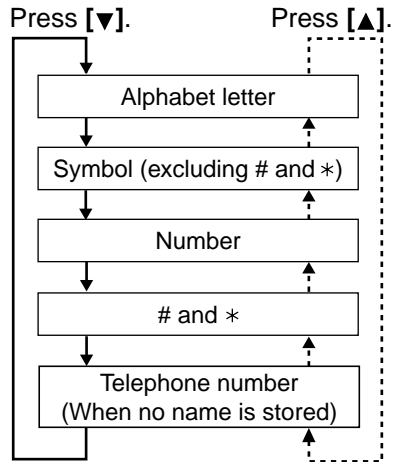 Press [▼]. Press [▲].
Alphabet letter
Symbol (excluding # and ∗)
Number
# and ∗
Telephone number
(When no name is stored)